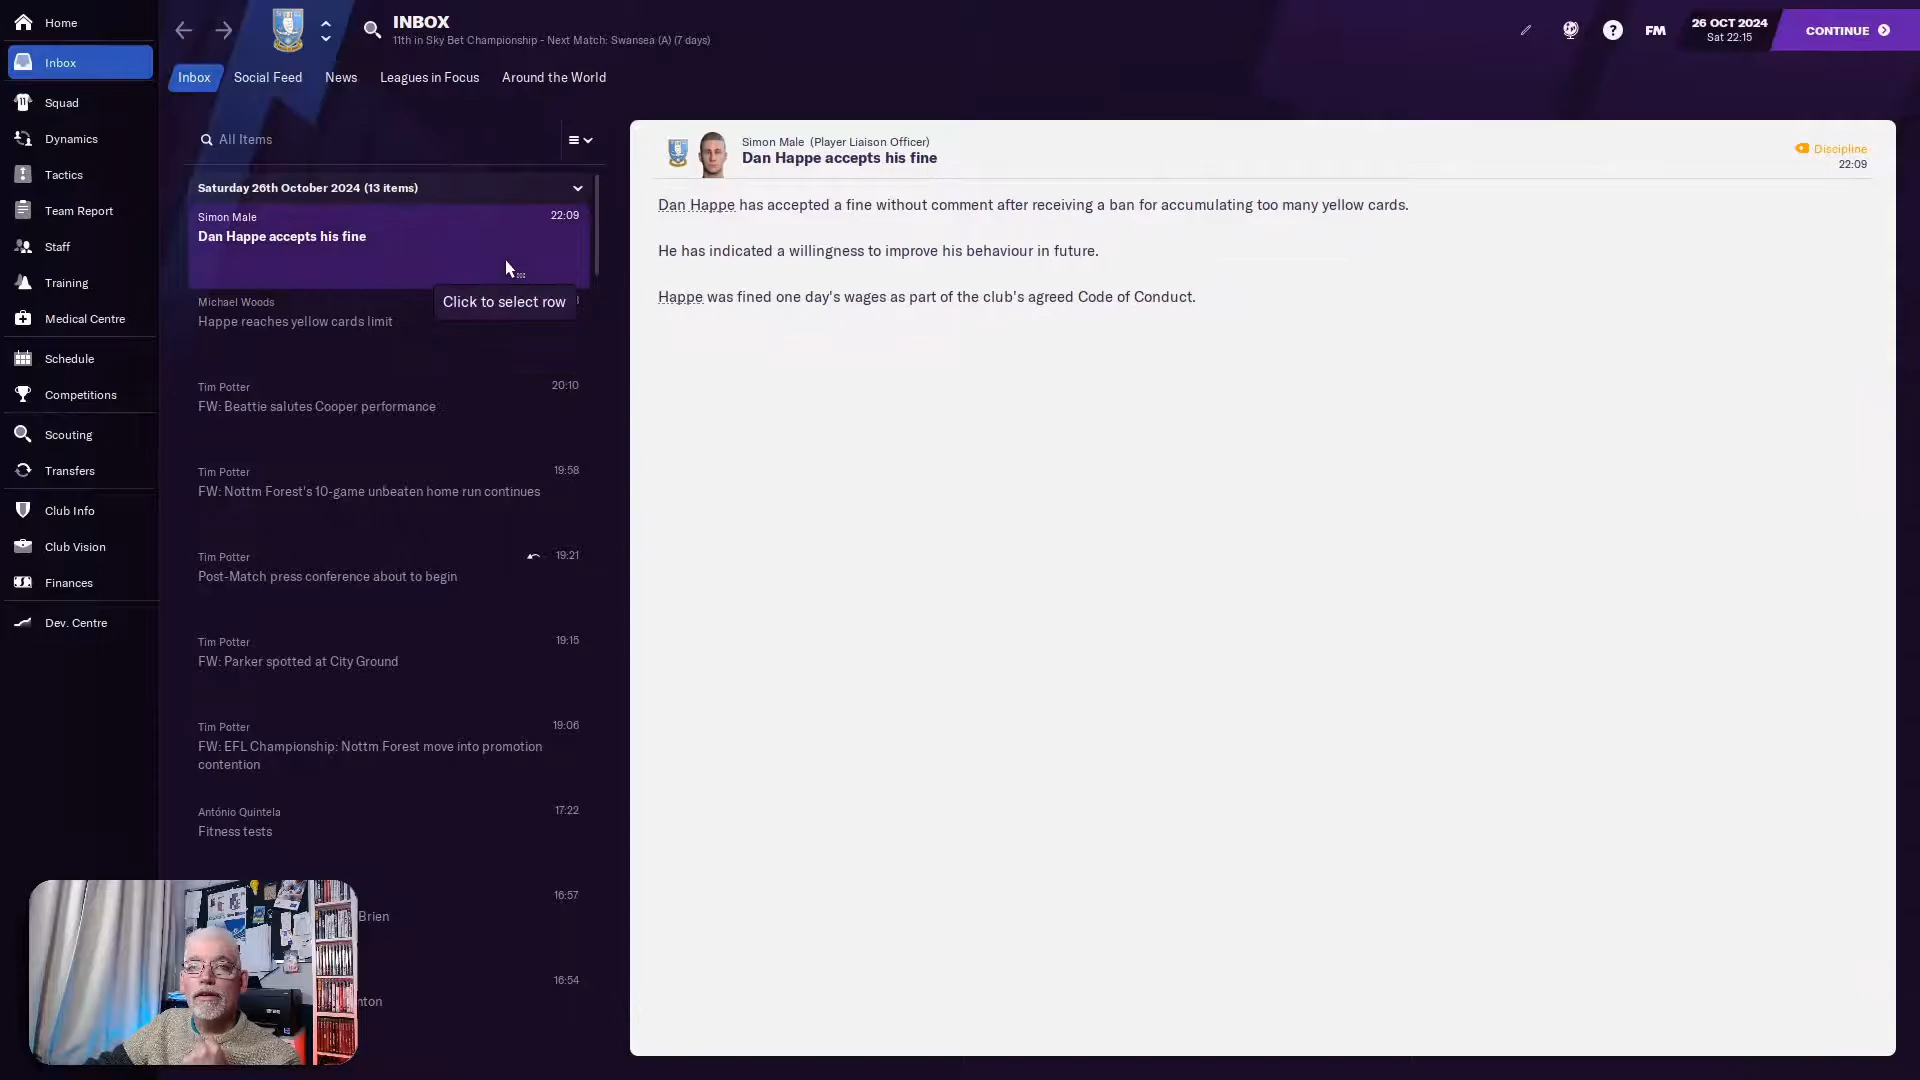 Home
Inbox
Squad
Dynamics
Tactics
Team Report
Staff
Training
Medical Centre
Schedule
Competitions
Scouting
Transfers
Club Info
Club Vision
Finances
Dev. Centre
INBOX
11th in Sky Bet Championship - Next Match: Swansea (A) (7 days)
FM
26 OCT 2024
Sat 22:15
CONTINUE
Inbox
Social Feed
News
Leagues in Focus
Around the World
All Items
Saturday 26th October 2024 (13 items)
Simon Male
22:09
Dan Happe accepts his fine
Michael Woods
Happe reaches yellow cards limit
Click to select row
Tim Potter
20:10
FW: Beattie salutes Cooper performance
Tim Potter
19:58
FW: Nottm Forest's 10-game unbeaten home run continues
Tim Potter
19:21
Post-Match press conference about to begin
Tim Potter
19:15
FW: Parker spotted at City Ground
Tim Potter
19:06
FW: EFL Championship: Nottm Forest move into promotion
contention
António Quintela
17:22
Fitness tests
16:57
Brien
16:54
nton
Simon Male (Player Liaison Officer)
Dan Happe accepts his fine
Discipline
22:09
Dan Happe has accepted a fine without comment after receiving a ban for accumulating too many yellow cards.
He has indicated a willingness to improve his behaviour in future.
Happe was fined one day's wages as part of the club's agreed Code of Conduct.